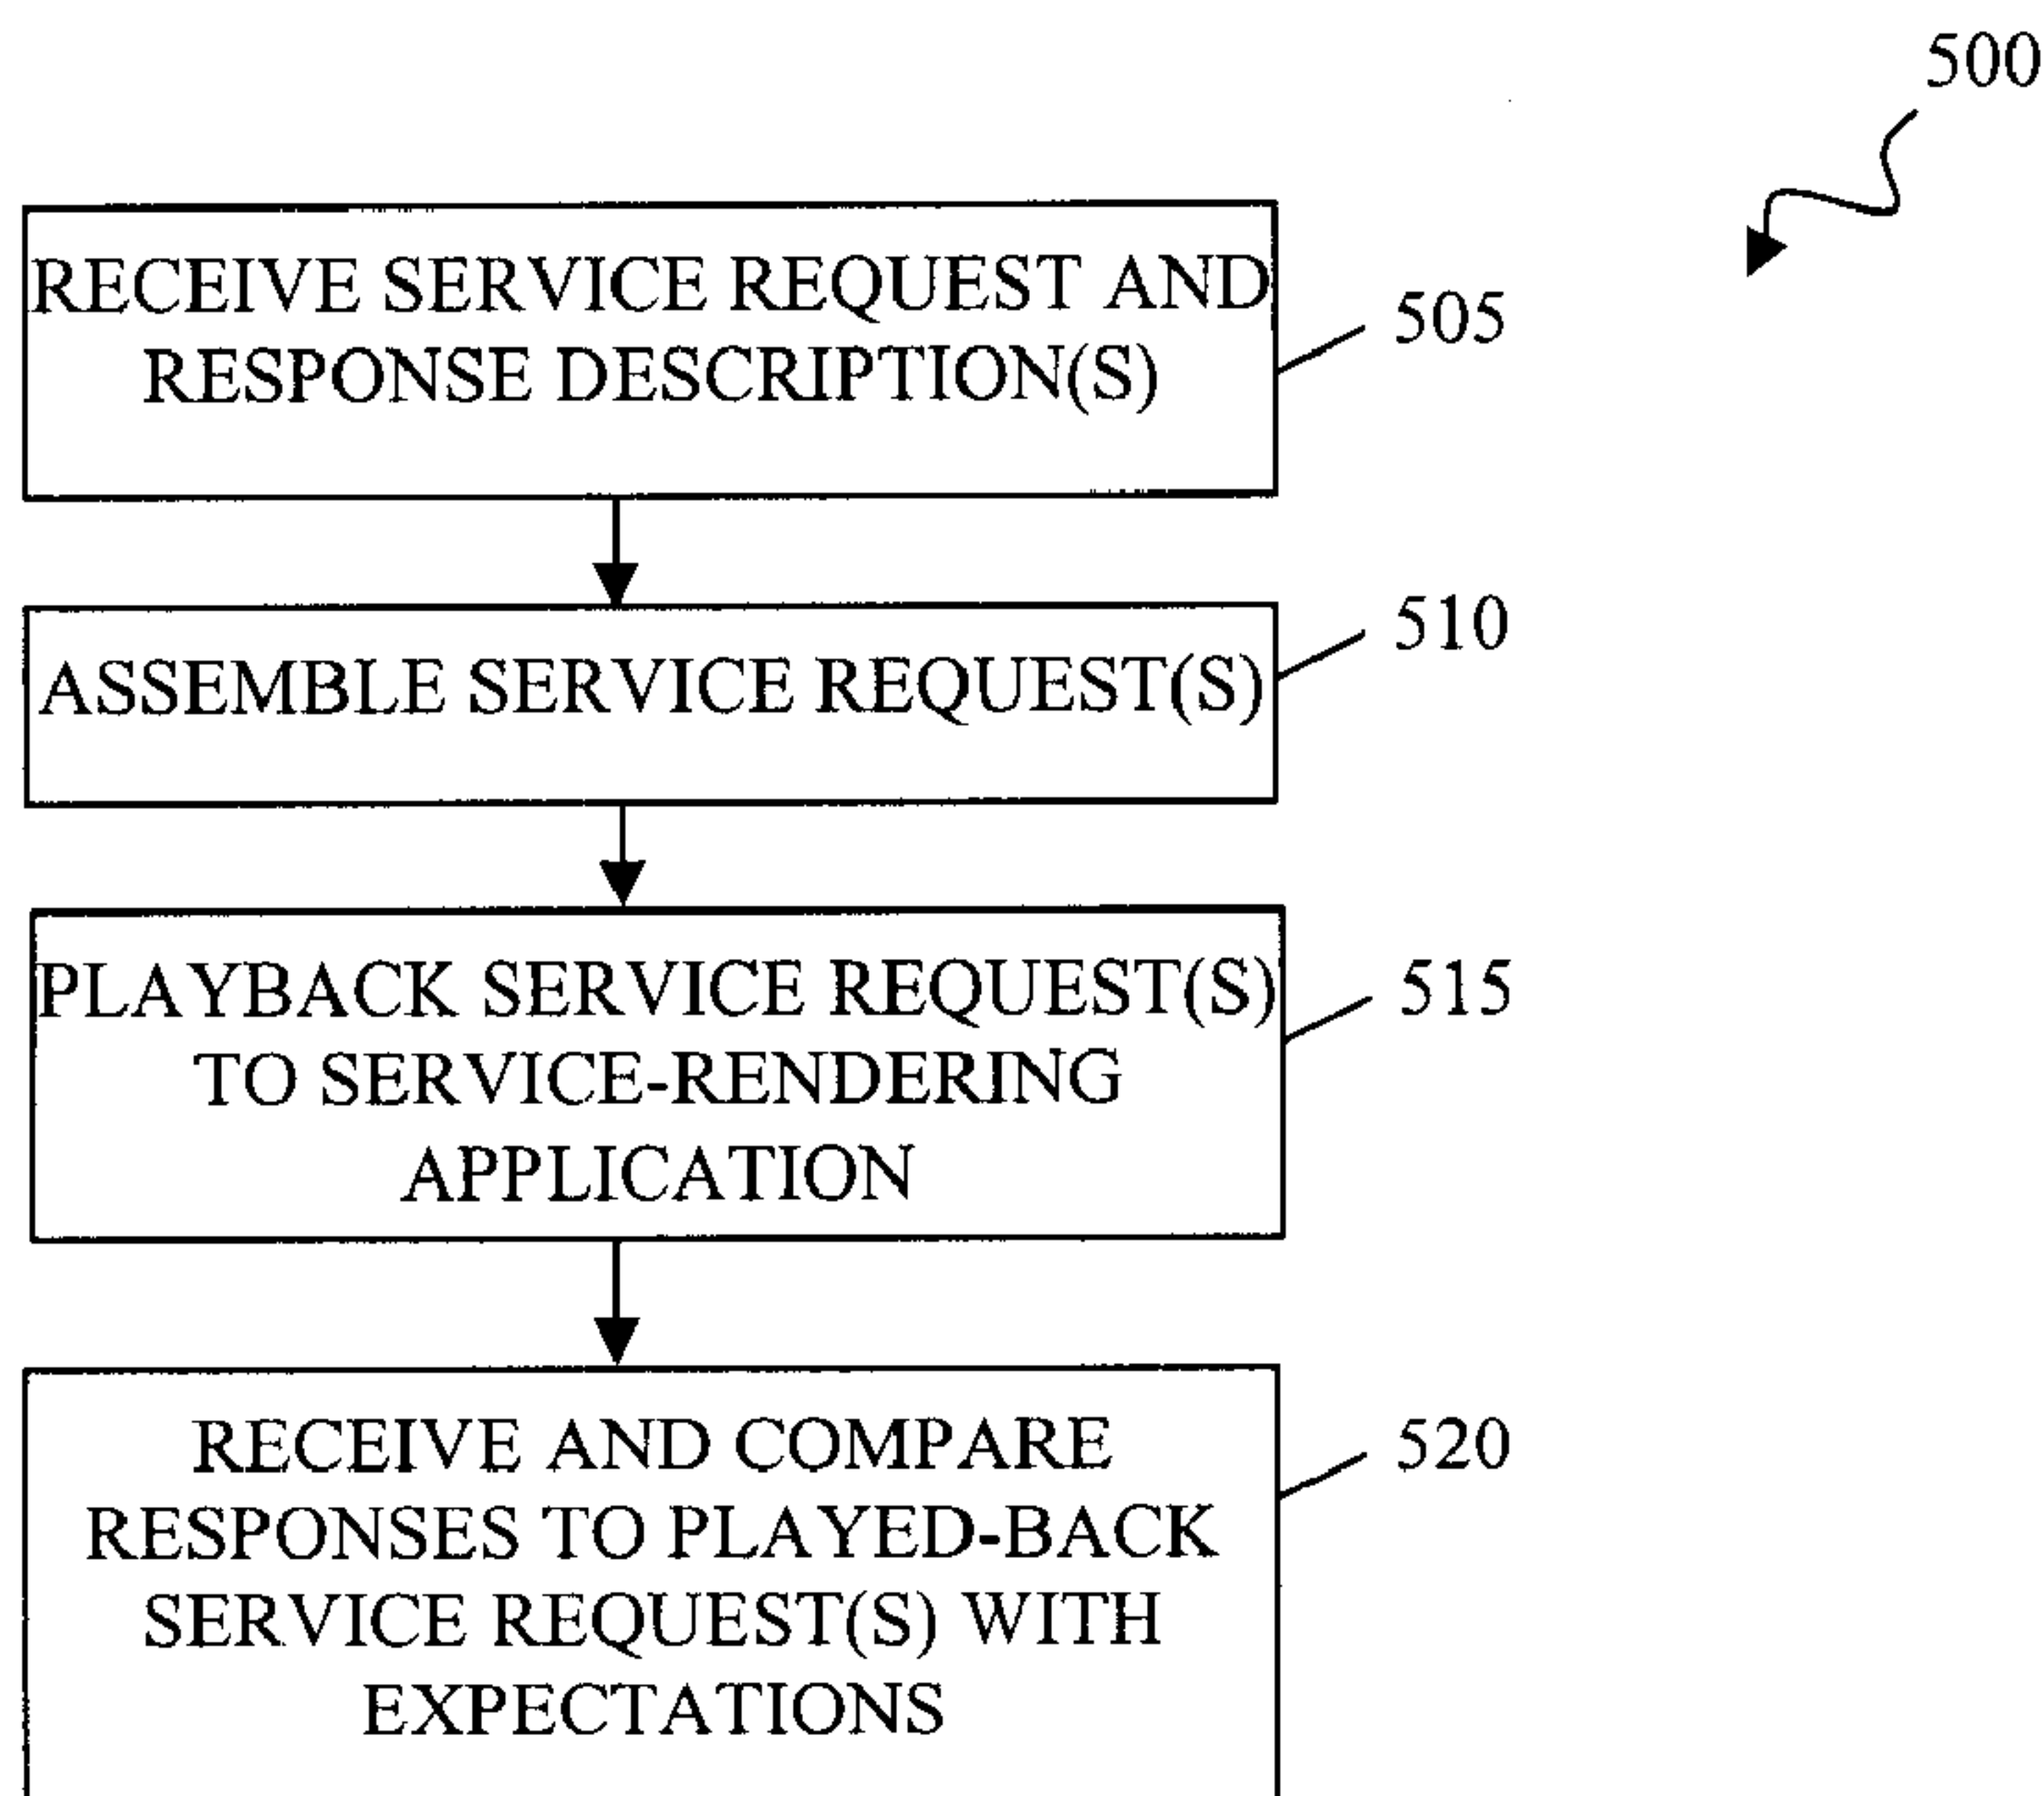 500
RECEIVE SERVICE REQUEST AND
RESPONSE DESCRIPTION(S)
505
ASSEMBLE SERVICE REQUEST(S)
510
PLAYBACK SERVICE REQUEST(S)
TO SERVICE-RENDERING
APPLICATION
515
RECEIVE AND COMPARE
RESPONSES TO PLAYED-BACK
SERVICE REQUEST(S) WITH
EXPECTATIONS
520